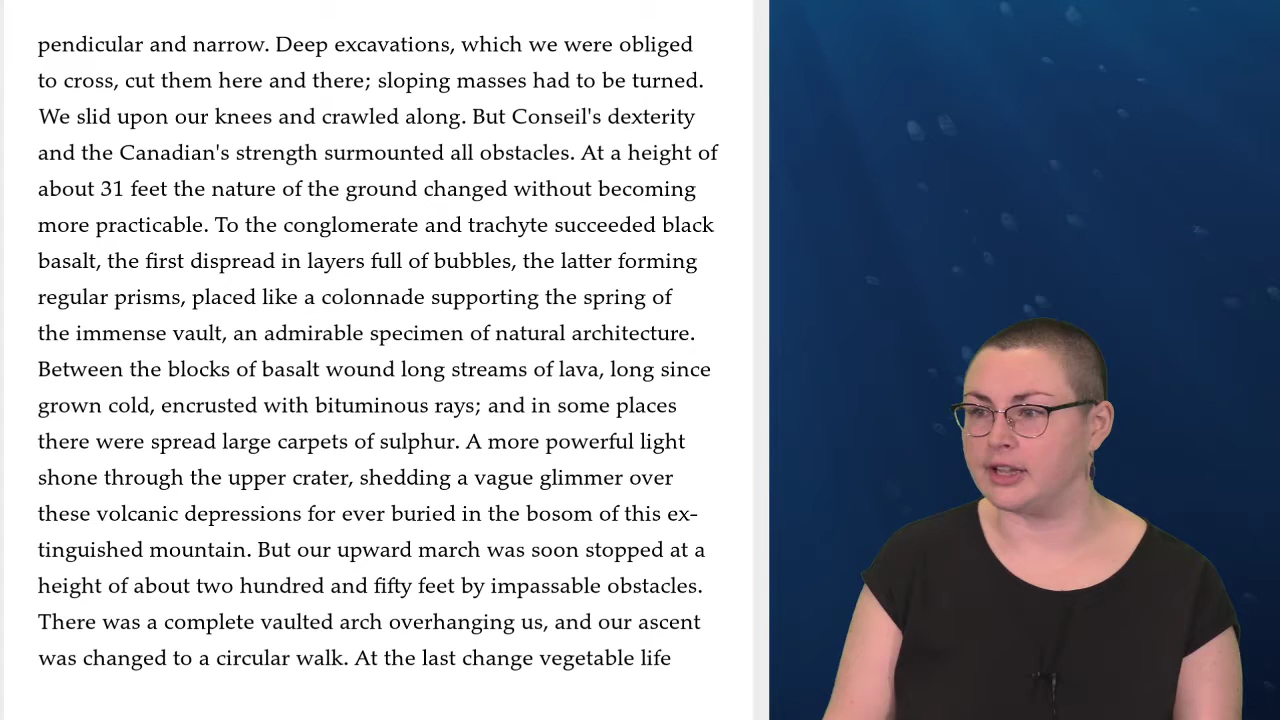 pendicular and narrow. Deep excavations, which we were obliged
to cross, cut them here and there; sloping masses had to be turned.
We slid upon our knees and crawled along. But Conseil's dexterity
and the Canadian's strength surmounted all obstacles. At a height of
about 31 feet the nature of the ground changed without becoming
more practicable. To the conglomerate and trachyte succeeded black
basalt, the first dispread in layers full of bubbles, the latter forming
regular prisms, placed like a colonnade supporting the spring of
the immense vault, an admirable specimen of natural architecture.
Between the blocks of basalt wound long streams of lava, long since
grown cold, encrusted with bituminous rays; and in some places
there were spread large carpets of sulphur. A more powerful light
shone through the upper crater, shedding a vague glimmer over
these volcanic depressions for ever buried in the bosom of this ex-
tinguished mountain. But our upward march was soon stopped at a
height of about two hundred and fifty feet by impassable obstacles.
There was a complete vaulted arch overhanging us, and our ascent
was changed to a circular walk. At the last change vegetable life